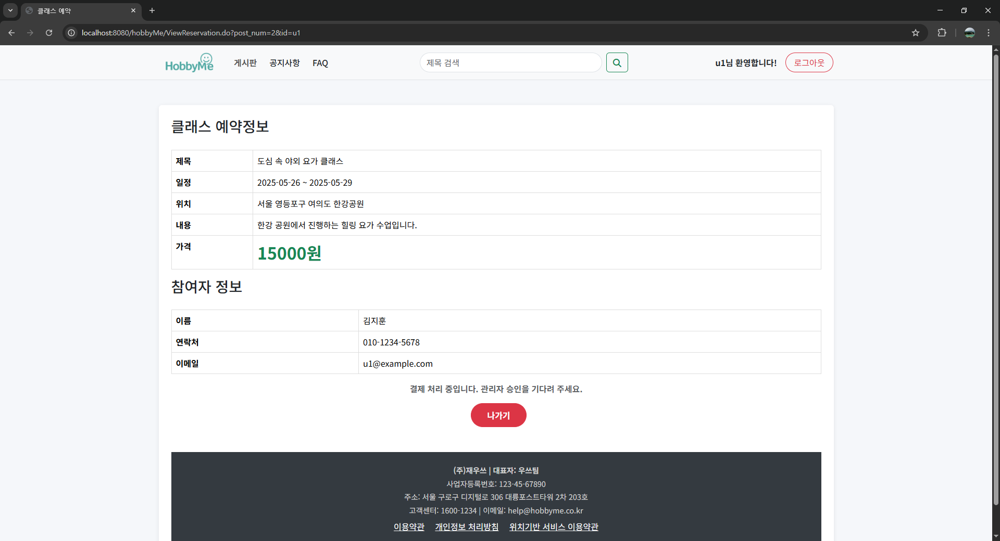 클래스 예약
localhost:8080/hobbyMe/ViewReservation.do?post_num=2&id=u1
HobbyMe 게시판 공지사항 FAQ 제목 검색 u1님 환영합니다! 로그아웃
클래스 예약정보
제목 도심 속 야외 요가 클래스
일정 2025-05-26 ~ 2025-05-29
위치 서울 영등포구 여의도 한강공원
내용 한강 공원에서 진행하는 힐링 요가 수업입니다.
가격 15000원
참여자 정보
이름 김지훈
연락처 010-1234-5678
이메일 u1@example.com
결제 처리 중입니다. 관리자 승인을 기다려 주세요.
나가기
(주)재우쓰 | 대표자: 우쓰팀
사업자등록번호: 123-45-67890
주소: 서울 구로구 디지털로 306 대륭포스트타워 2차 203호
고객센터: 1600-1234 | 이메일: help@hobbyme.co.kr
이용약관 개인정보 처리방침 위치기반 서비스 이용약관